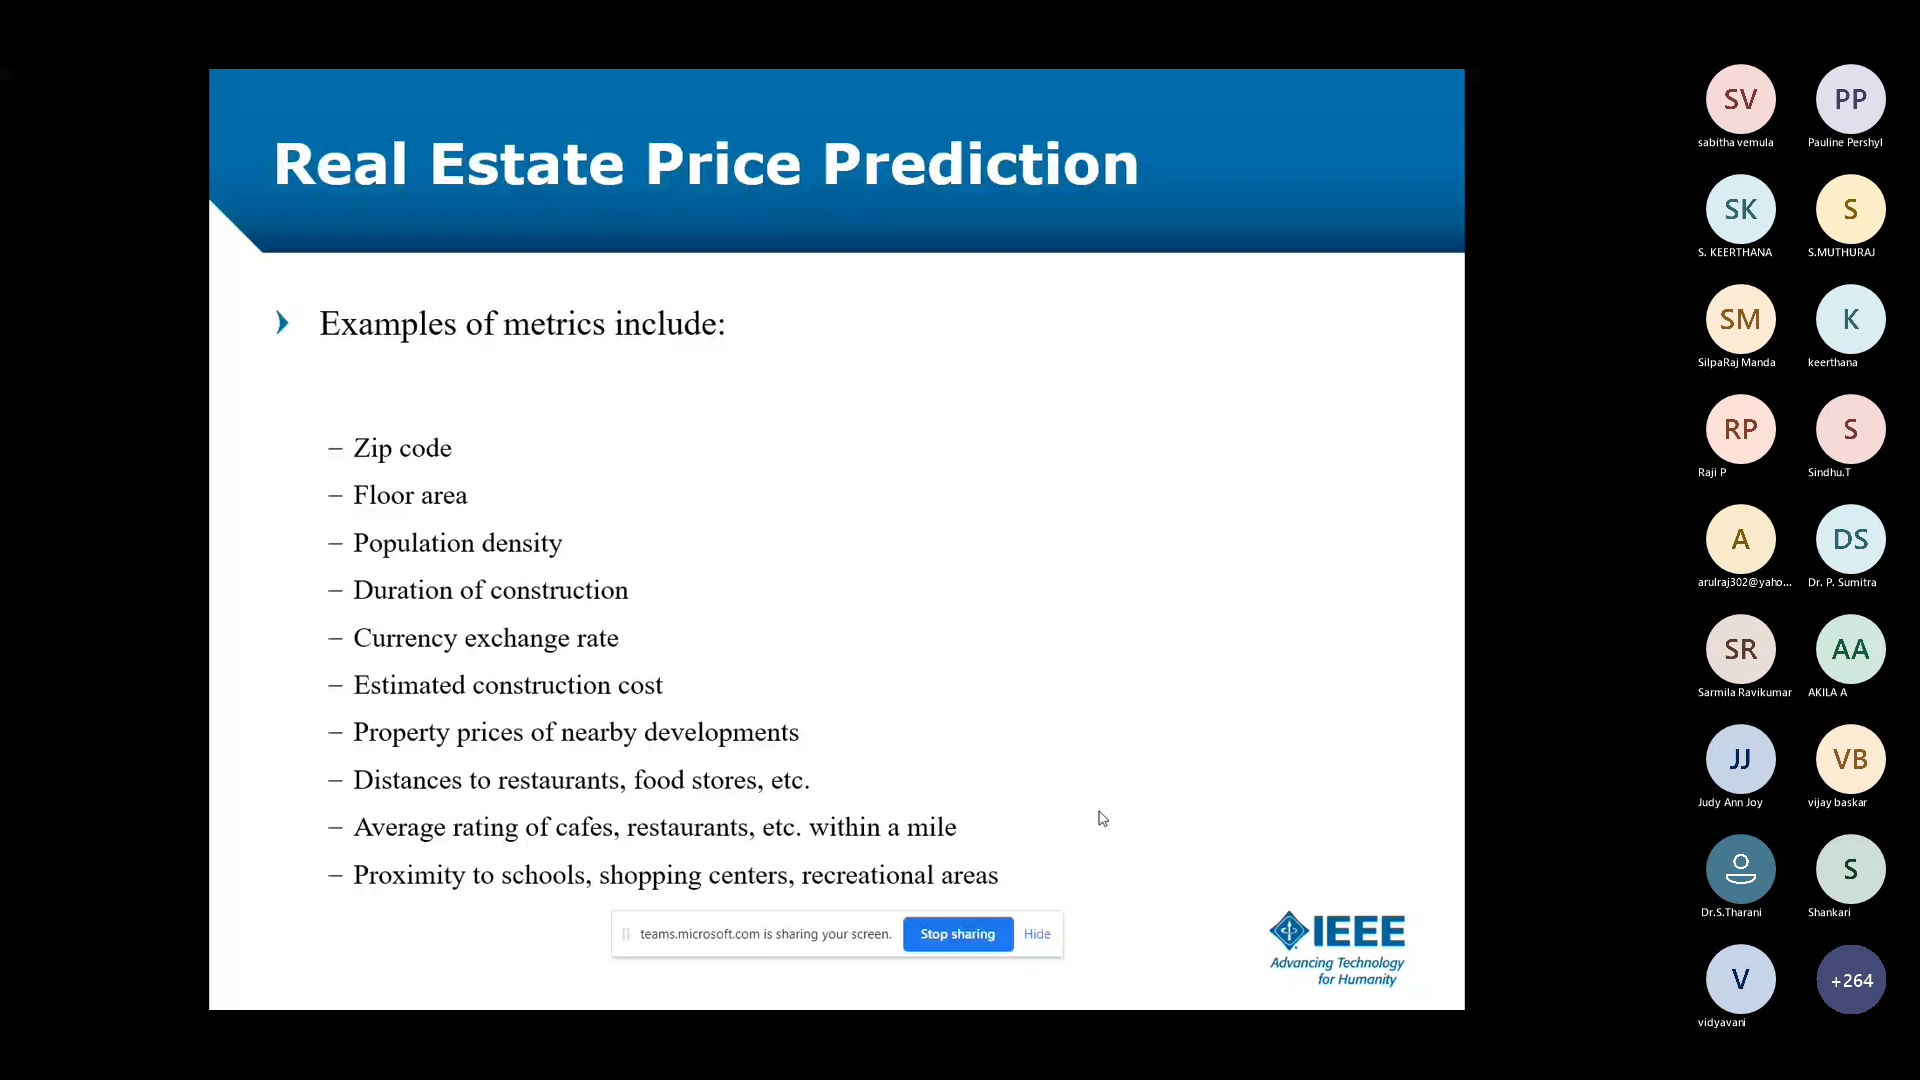 Real Estate Price Prediction
Examples of metrics include:
– Zip code
– Floor area
– Population density
– Duration of construction
– Currency exchange rate
– Estimated construction cost
– Property prices of nearby developments
– Distances to restaurants, food stores, etc.
– Average rating of cafes, restaurants, etc. within a mile
– Proximity to schools, shopping centers, recreational areas
teams.microsoft.com is sharing your screen. Stop sharing Hide
IEEE
Advancing Technology
for Humanity
SV PP
sabitha vemula Pauline Pershyl
SK S
S. KEERTHANA S.MUTHURAJ
SM K
SilpaRaj Manda keerthana
RP S
Raji P Sindhu.T
A DS
arulraj302@yaho... Dr. P. Sumitra
SR AA
Sarmila Ravikumar AKILA A
JJ VB
Judy Ann Joy vijay baskar
S
Dr.S.Tharani Shankari
V +264
vidyavani